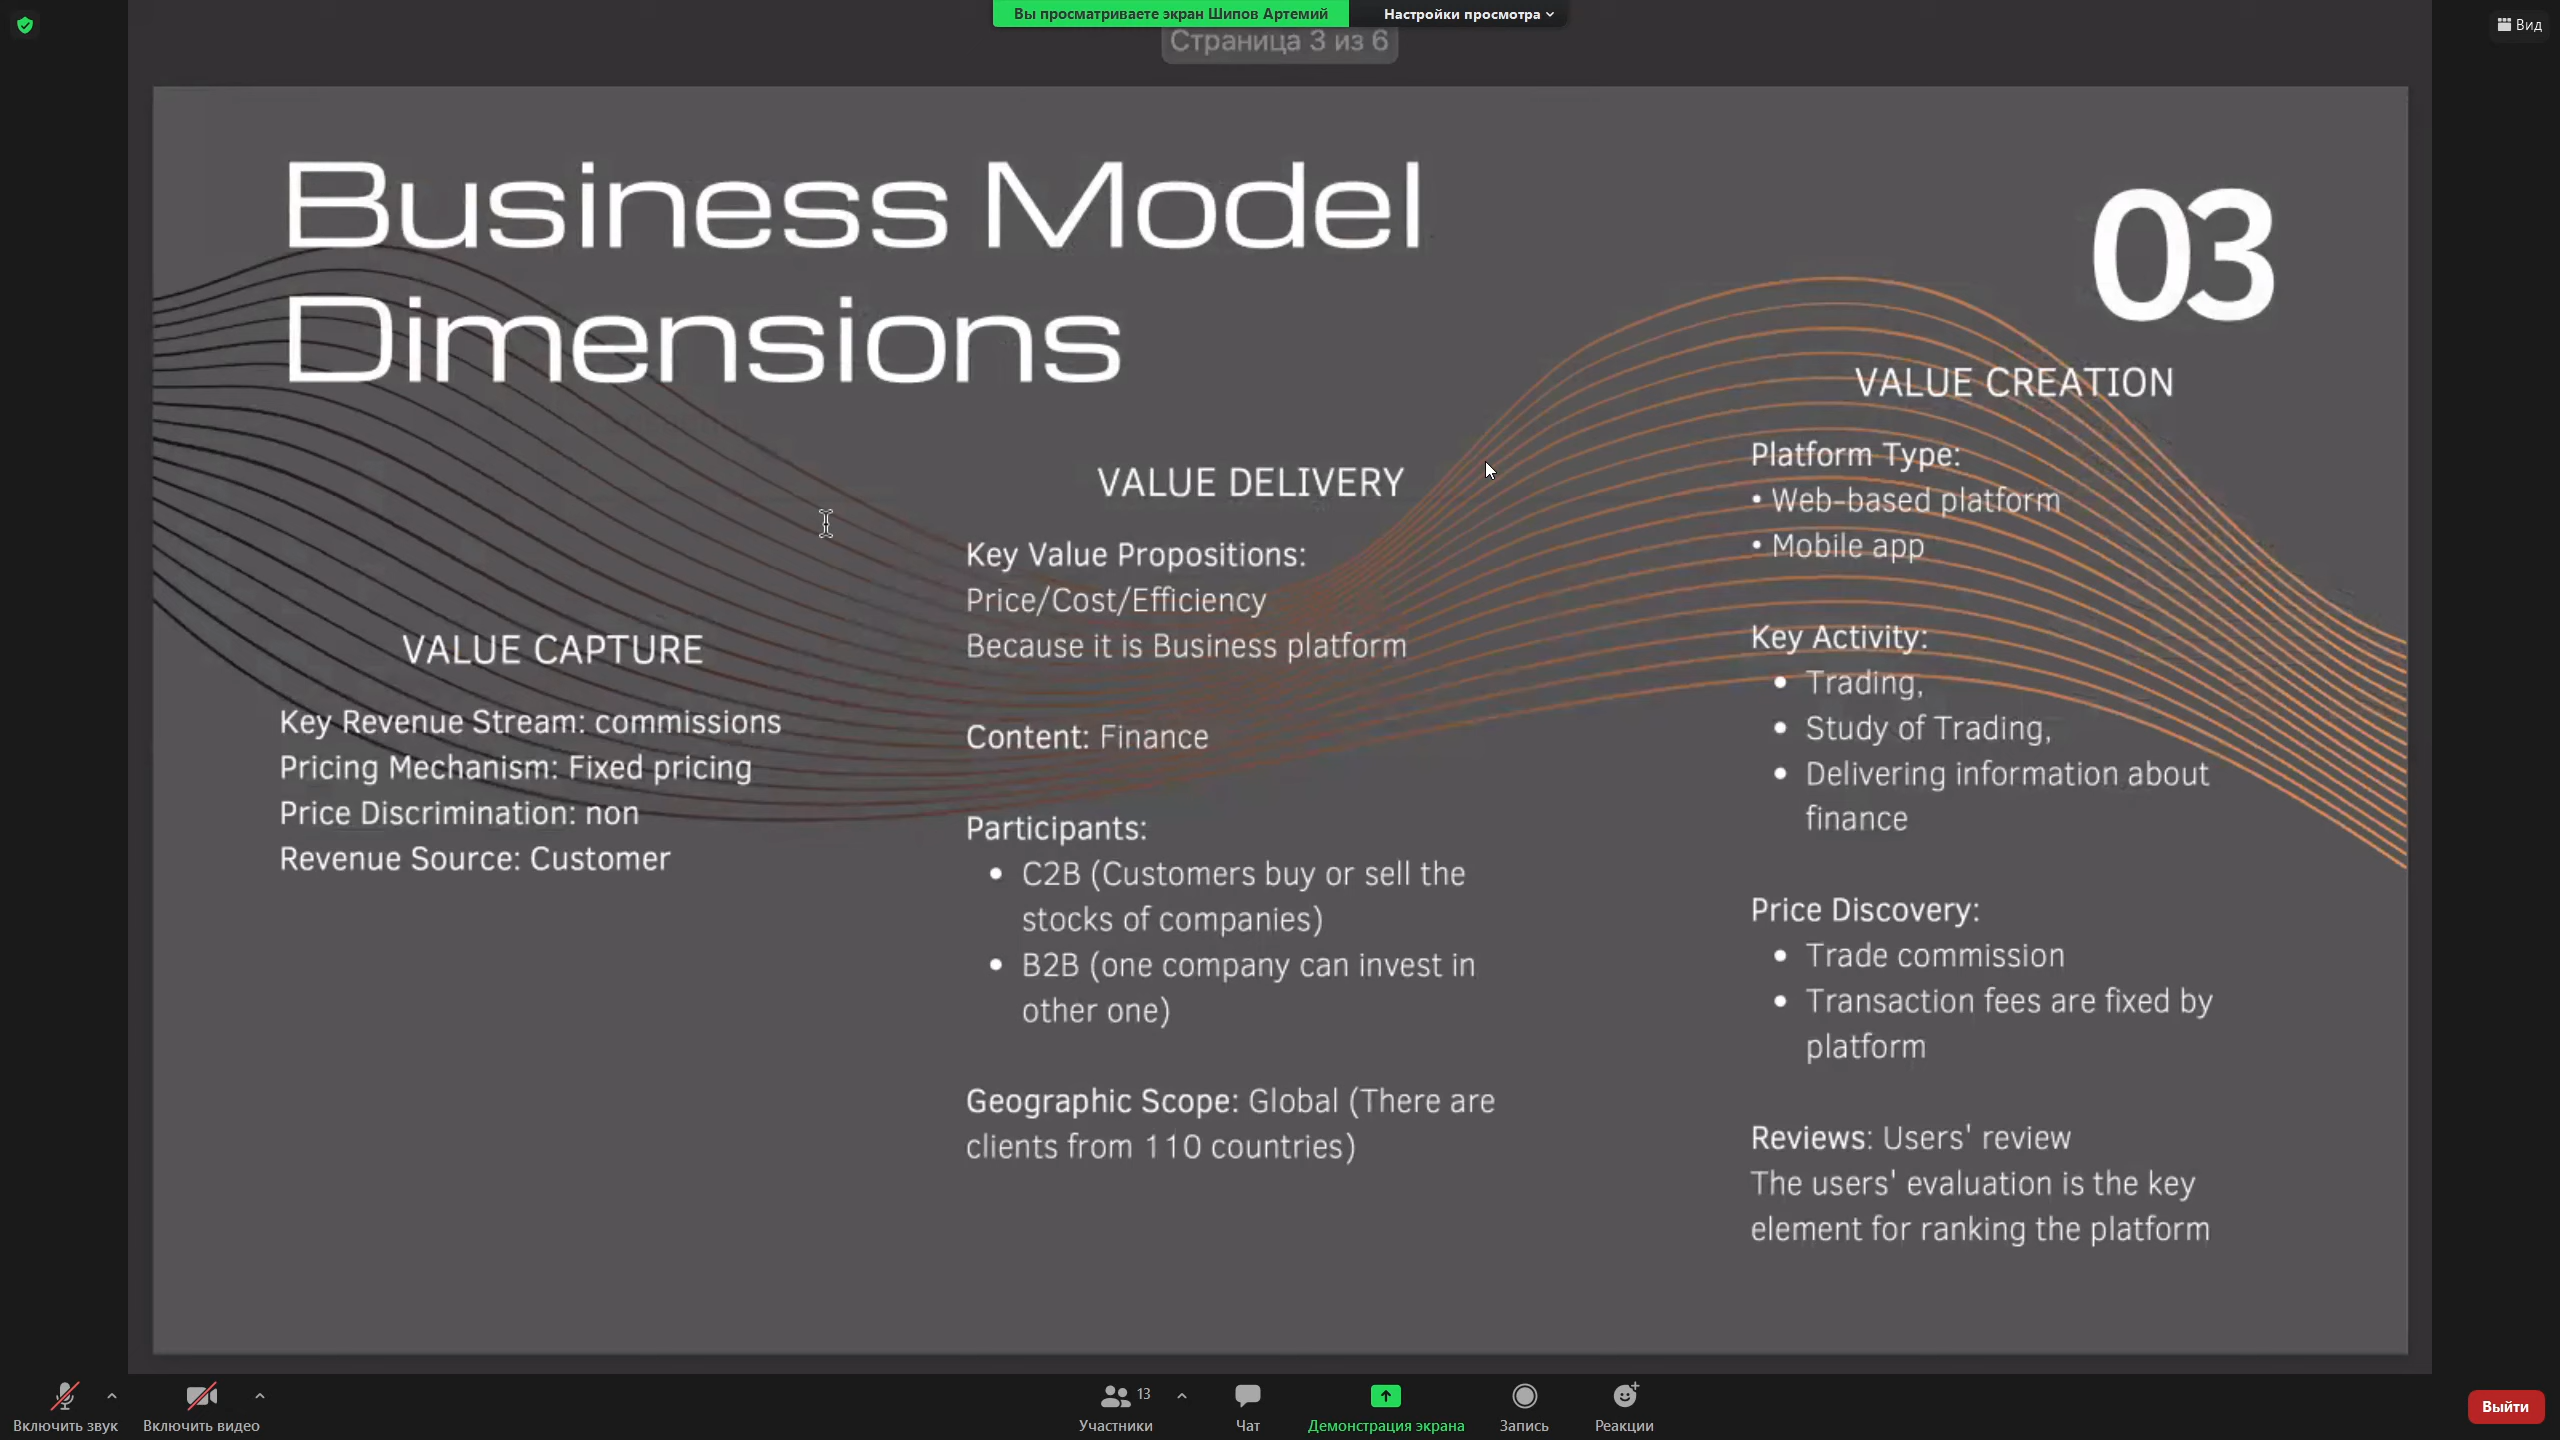 Вы просматриваете экран Шипов Артемий
Настройки просмотра
Вид
Страница 3 из 6
Business Model
Dimensions
03
VALUE CAPTURE
Key Revenue Stream: commissions
Pricing Mechanism: Fixed pricing
Price Discrimination: non
Revenue Source: Customer
VALUE DELIVERY
Key Value Propositions:
Price/Cost/Efficiency
Because it is Business platform
Content: Finance
Participants:
• C2B (Customers buy or sell the
stocks of companies)
• B2B (one company can invest in
other one)
Geographic Scope: Global (There are
clients from 110 countries)
VALUE CREATION
Platform Type:
• Web-based platform
• Mobile app
Key Activity:
• Trading,
• Study of Trading,
• Delivering information about
finance
Price Discovery:
• Trade commission
• Transaction fees are fixed by
platform
Reviews: Users' review
The users' evaluation is the key
element for ranking the platform
Включить звук
Включить видео
13
Участники
Чат
Демонстрация экрана
Запись
Реакции
Выйти